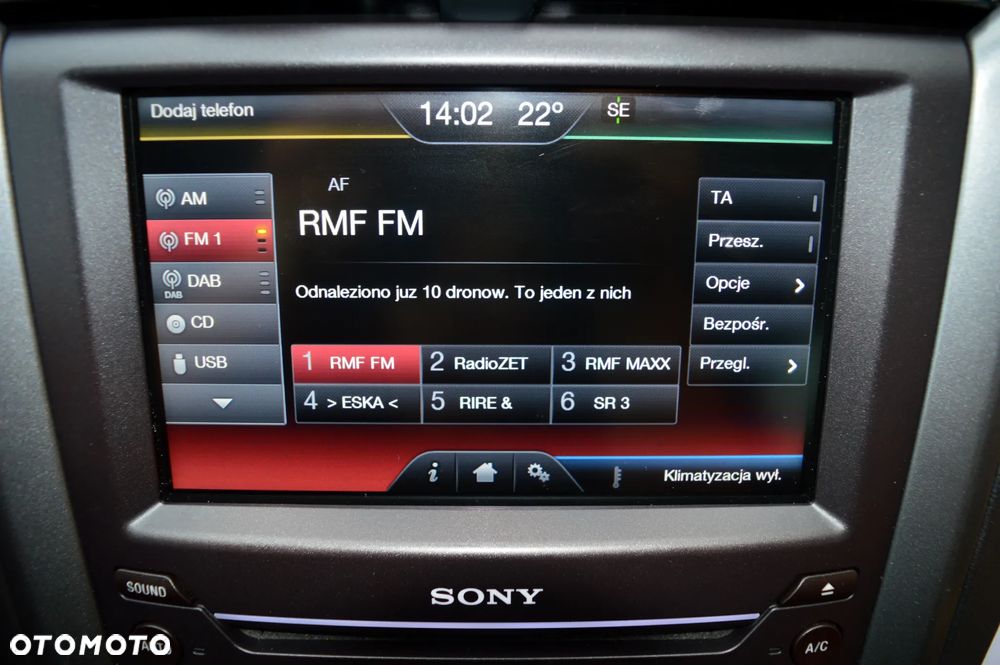 Dodaj telefon
14:02 22° SE
AF
RMF FM
AM
FM 1
DAB
DAB
CD
USB
TA
Przesz.
Opcje
Bezpośr.
Przegl.
Odnaleziono juz 10 dronow. To jeden z nich
1 RMF FM 2 RadioZET 3 RMF MAXX
4 > ESKA < 5 RIRE & 6 SR 3
i
Klimatyzacja wył.
SOUND
SONY
A/C
OTOMOTO